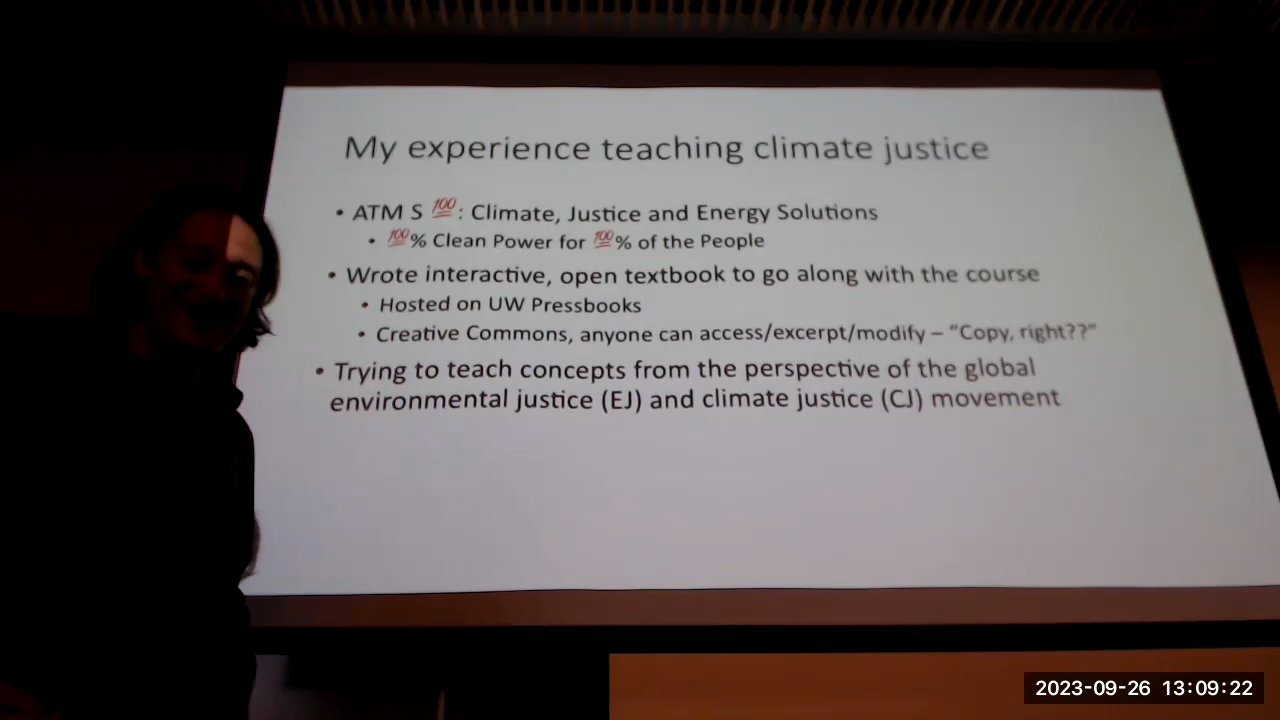 My experience teaching climate justice
• ATM S 💯: Climate, Justice and Energy Solutions
• 💯% Clean Power for 💯% of the People
• Wrote interactive, open textbook to go along with the course
• Hosted on UW Pressbooks
• Creative Commons, anyone can access/excerpt/modify – “Copy, right??”
• Trying to teach concepts from the perspective of the global
environmental justice (EJ) and climate justice (CJ) movement
2023-09-26 13:09:22